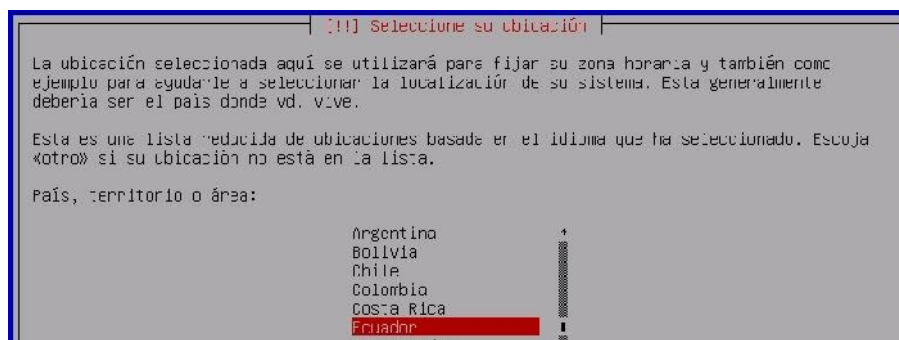 [!!] Seleccione su ubicación
La ubicación seleccionada aquí se utilizará para fijar su zona horaria y también como
ejemplo para ayudarle a seleccionar la localización de su sistema. Esta generalmente
debería ser el país donde vd. vive.
Esta es una lista reducida de ubicaciones basada en el idioma que ha seleccionado. Escoja
«otro» si su ubicación no está en la lista.
País, territorio o área:
Argentina
Bolivia
Chile
Colombia
Costa Rica
Ecuador